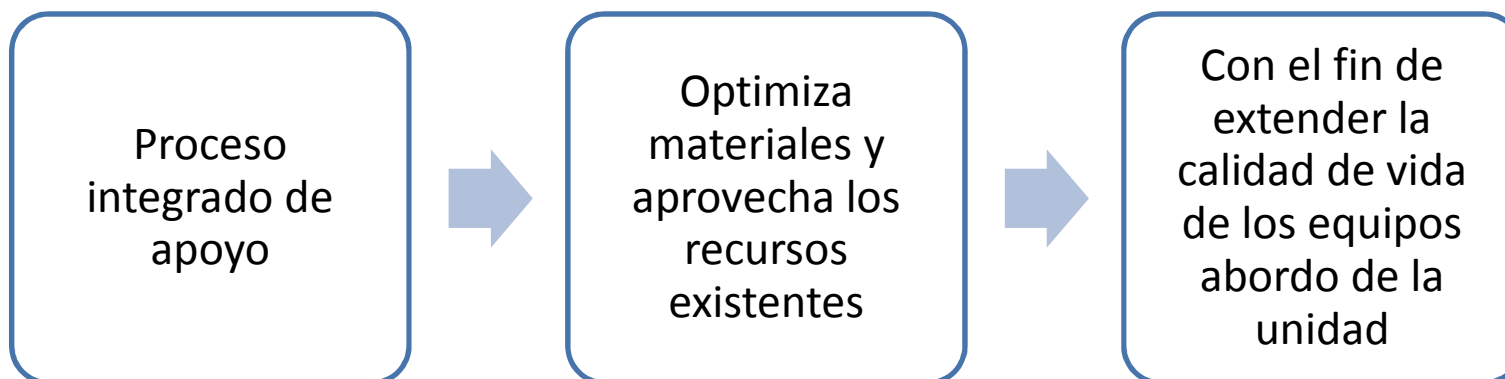 Proceso
integrado de
apoyo
Optimiza
materiales y
aprovecha los
recursos
existentes
Con el fin de
extender la
calidad de vida
de los equipos
abordo de la
unidad